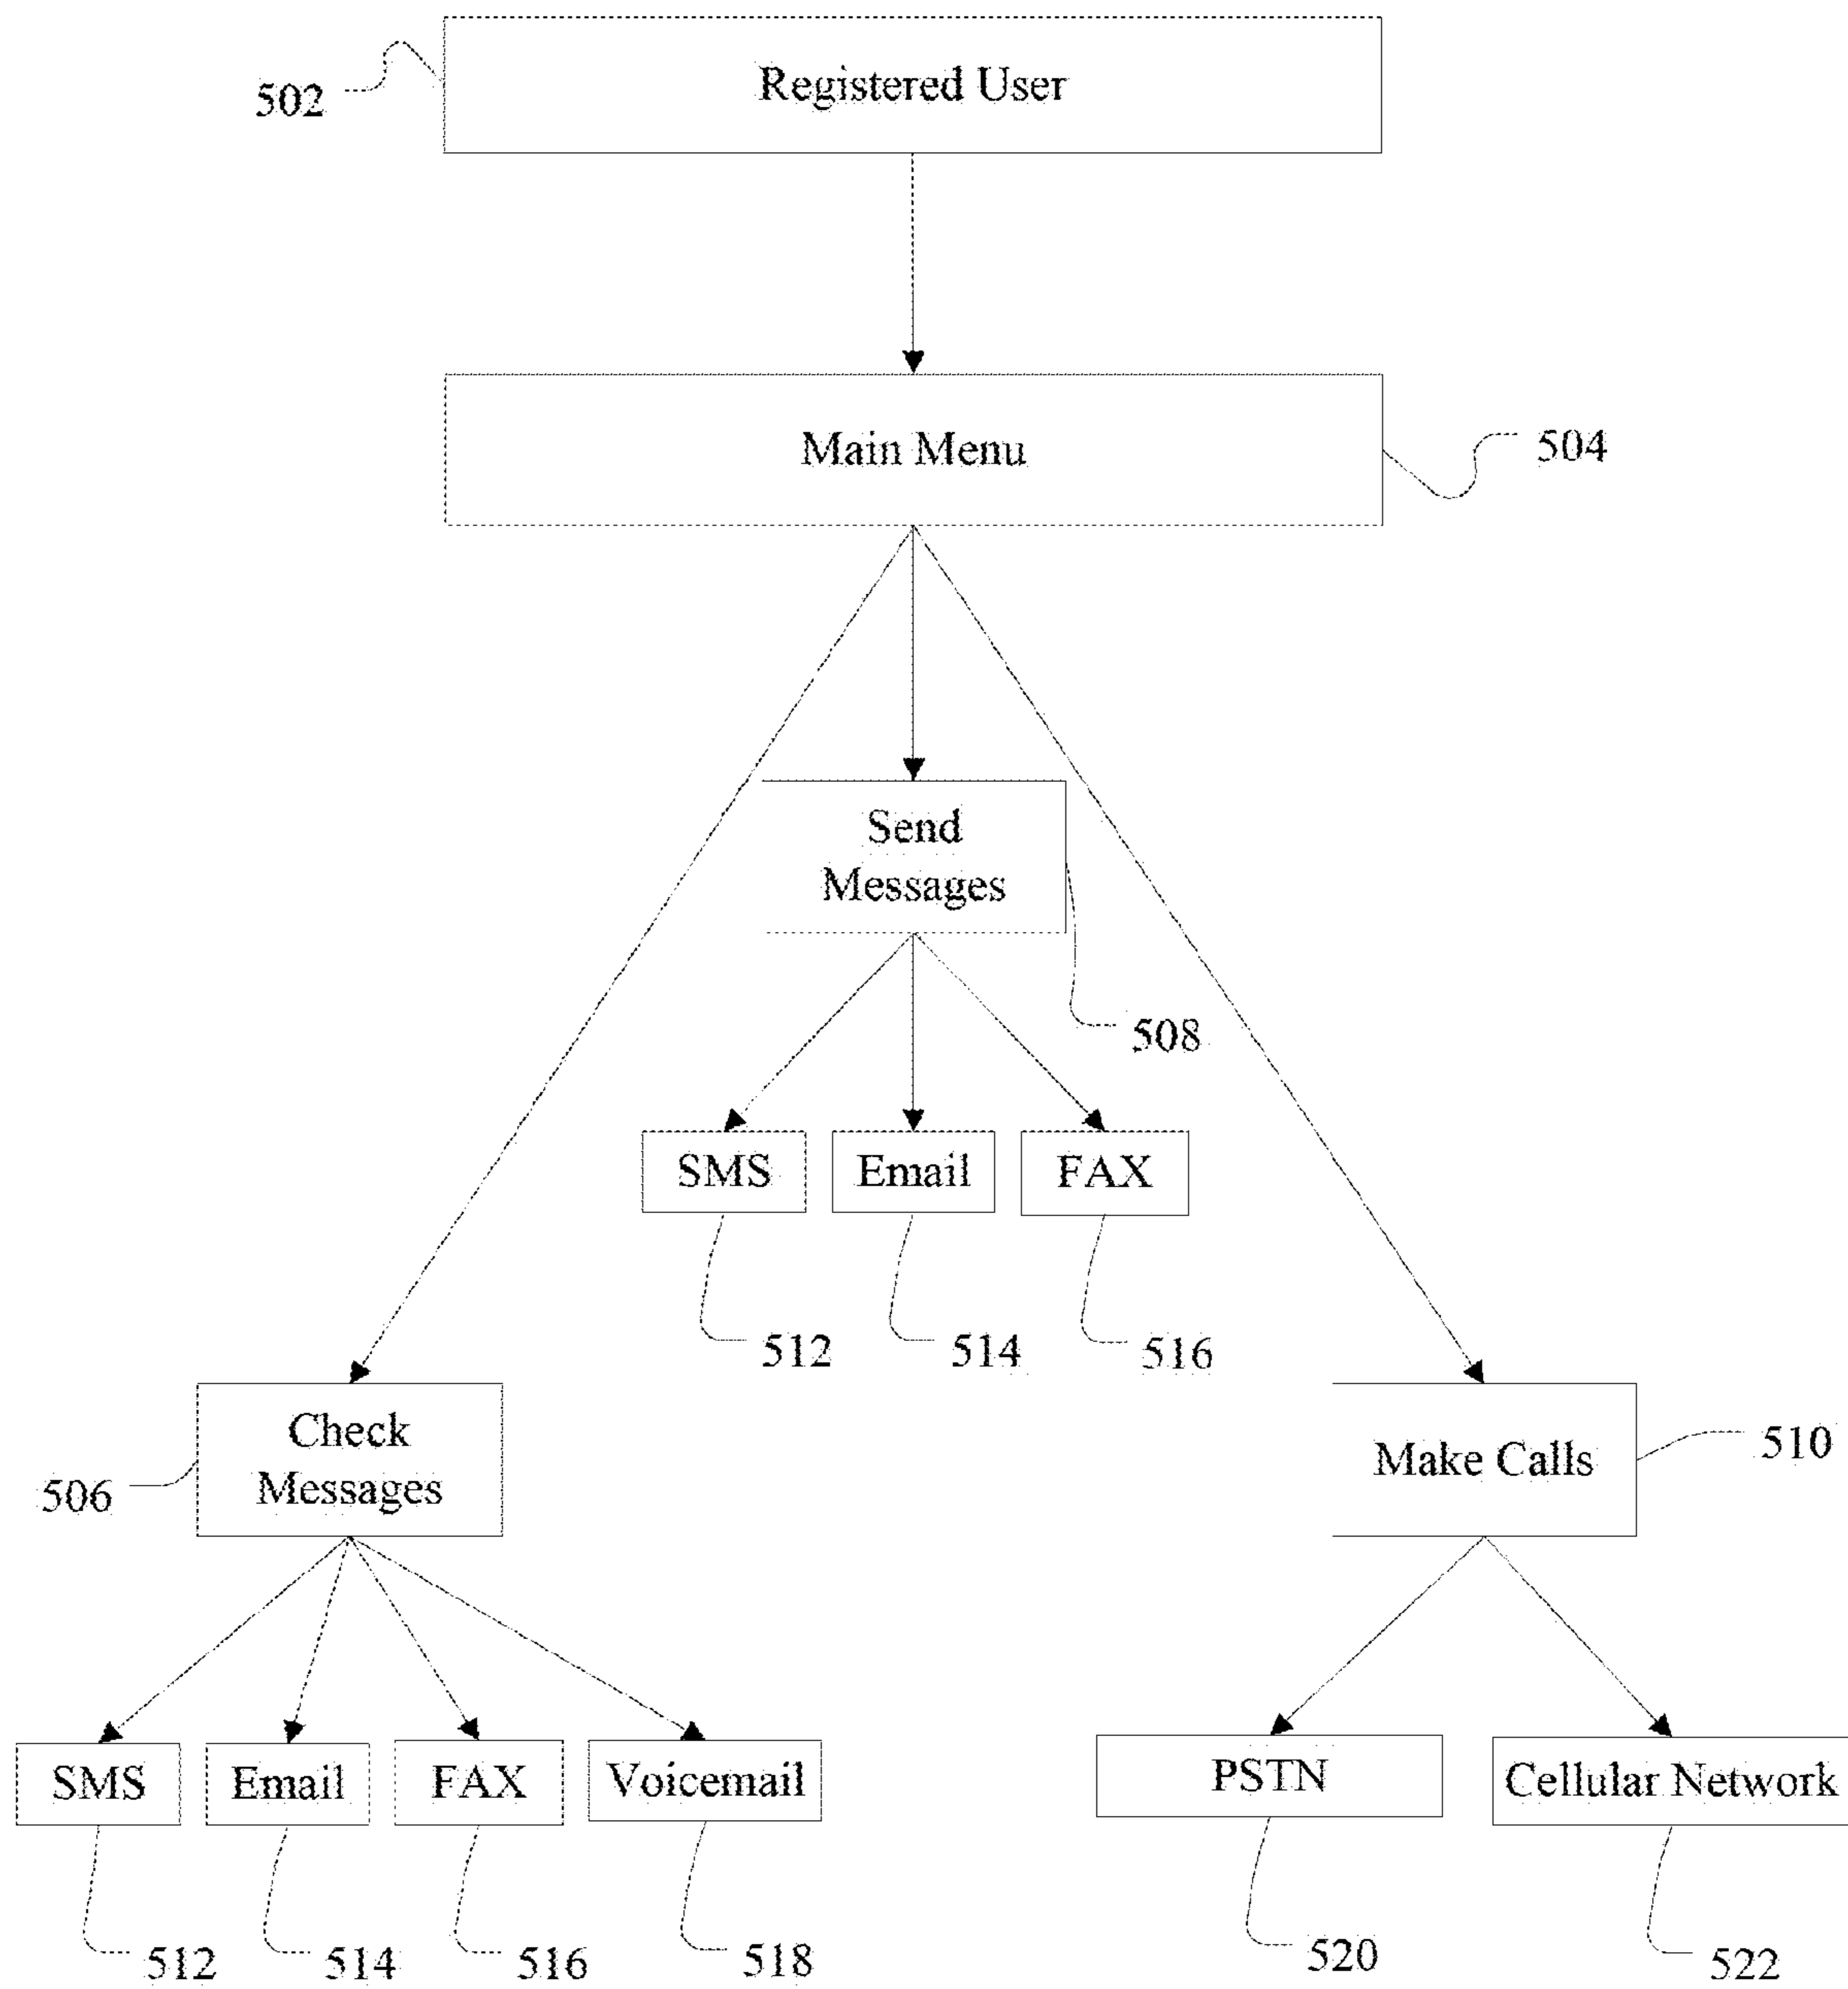 Registered User
502
Main Menu
504
Send
Messages
508
SMS
Email
FAX
512
514
516
Check
Messages
506
Make Calls
510
SMS
Email
FAX
Voicemail
PSTN
Cellular Network
512
514
516
518
520
522